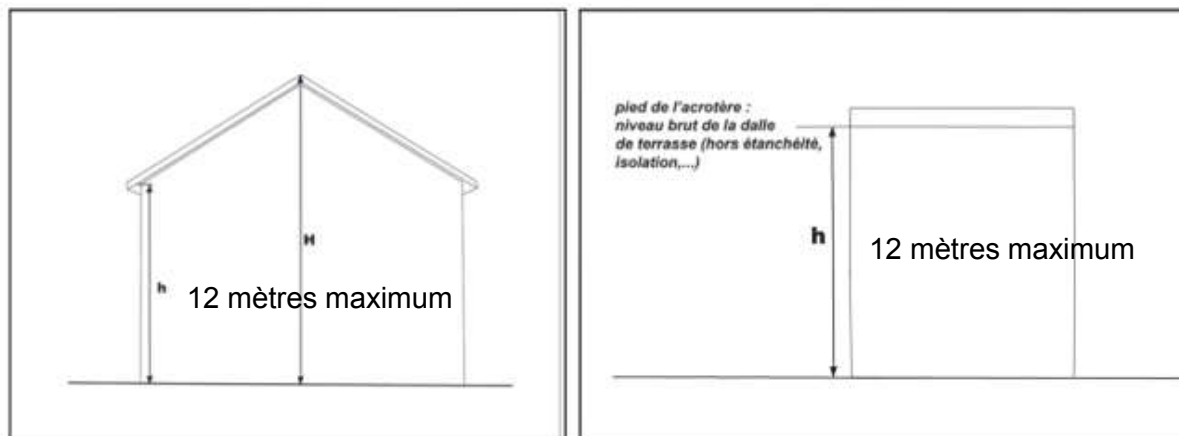 H
h
12 mètres maximum
pied de l'acrotère :
niveau brut de la dalle
de terrasse (hors étanchéité,
isolation,...)
h
12 mètres maximum